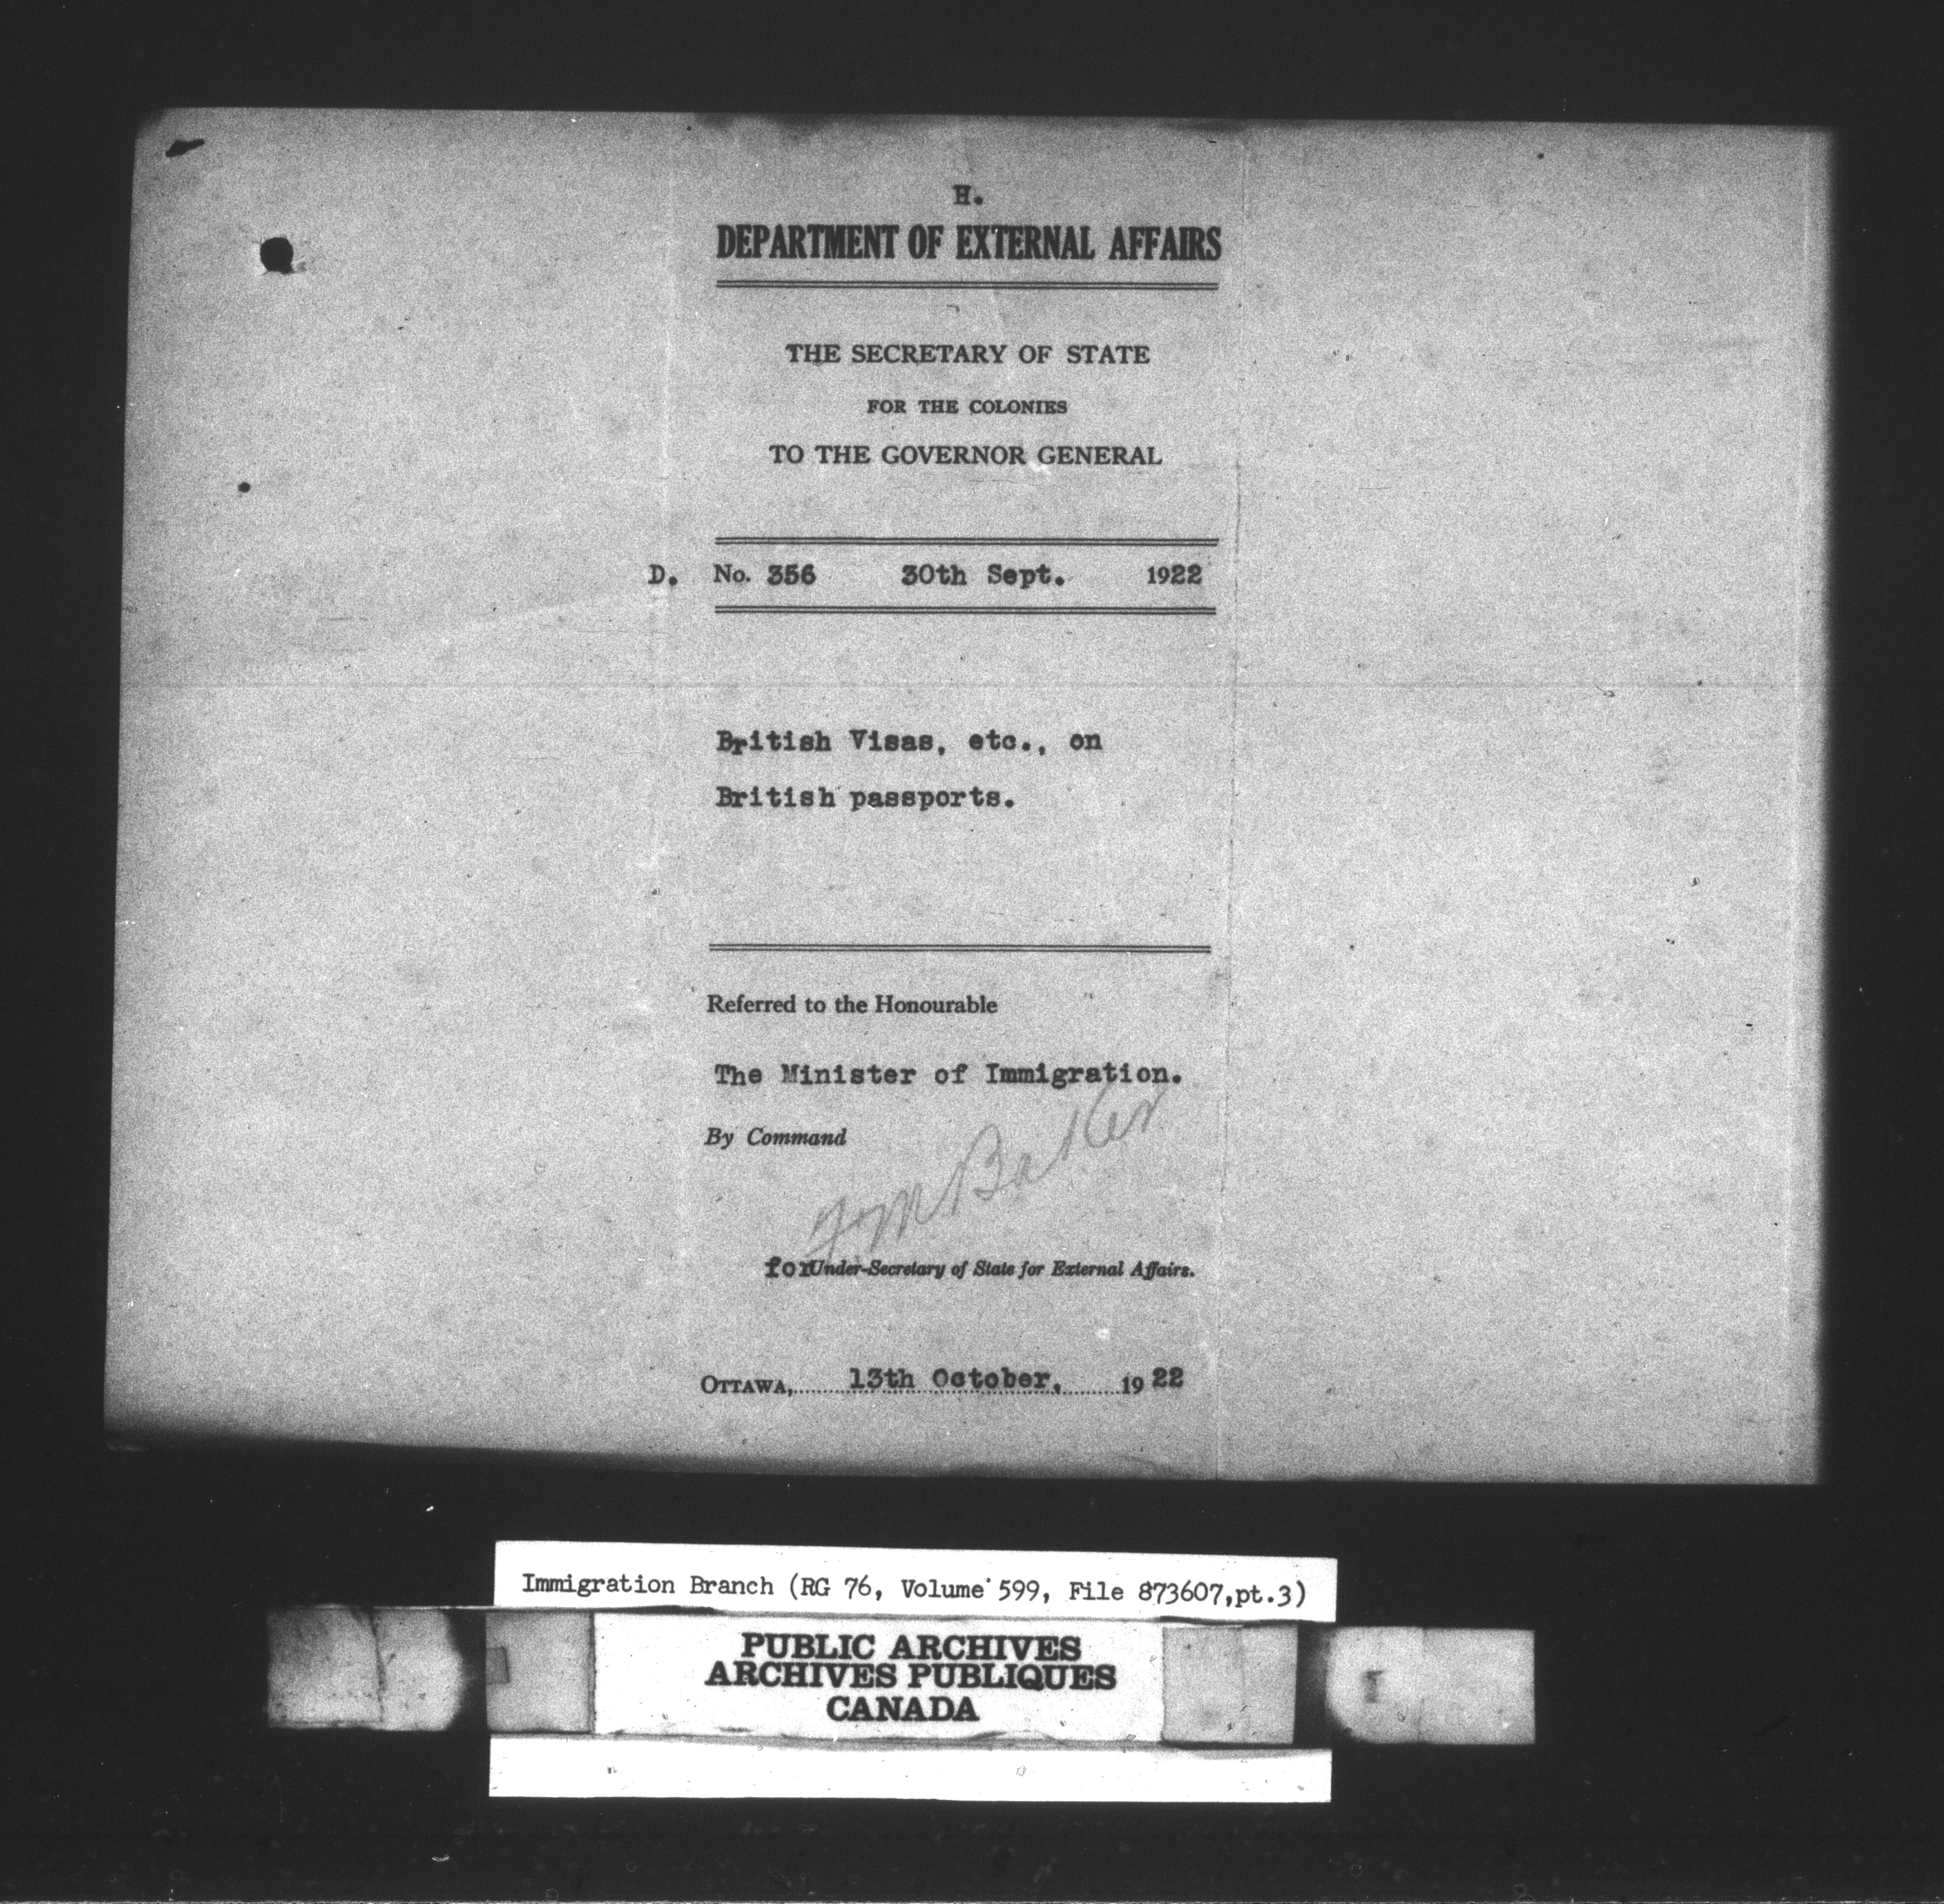 H.
DEPARTMENT OF EXTERNAL AFFAIRS
THE SECRETARY OF STATE
FOR THE COLONIES
TO THE GOVERNOR GENERAL
D. No. 356 30th Sept. 1922
British Visas, etc., on
British passports.
Referred to the Honourable
The Minister of Immigration.
By Command
Baker
for Under-Secretary of State for External Affairs.
OTTAWA, 13th October, 1922
Immigration Branch (RG 76, Volume 599, File 873607,pt.3)
PUBLIC ARCHIVES
ARCHIVES PUBLIQUES
CANADA